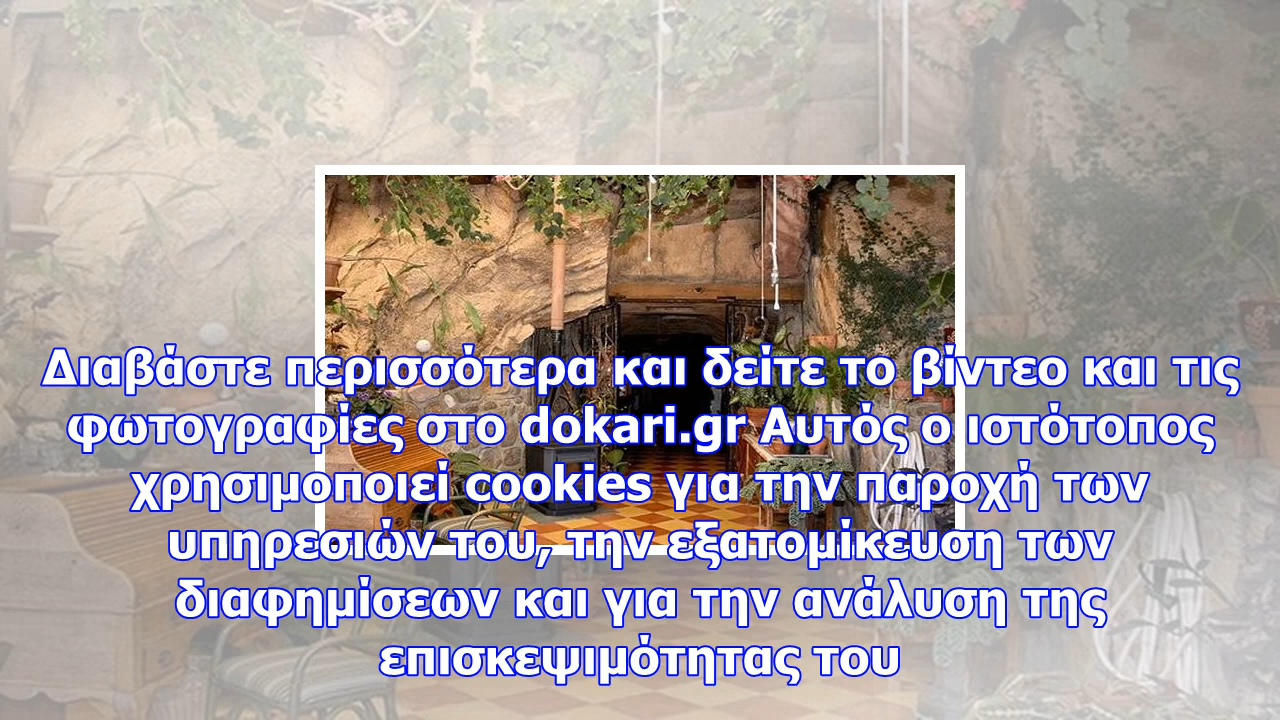 Διαβάστε περισσότερα και δείτε το βίντεο και τις
φωτογραφίες στο dokari.gr Αυτός ο ιστότοπος
χρησιμοποιεί cookies για την παροχή των
υπηρεσιών του, την εξατομίκευση των
διαφημίσεων και για την ανάλυση της
επισκεψιμότητας του